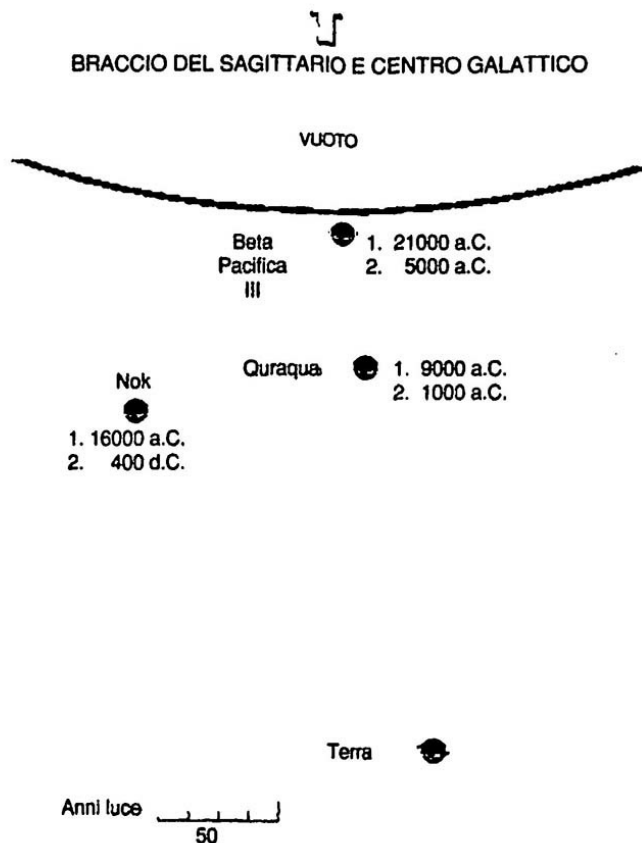 BRACCIO DEL SAGITTARIO E CENTRO GALATTICO
VUOTO
Beta
Pacifica
III
1. 21000 a.C.
2. 5000 a.C.
Quraqua
1. 9000 a.C.
2. 1000 a.C.
Nok
1. 16000 a.C.
2. 400 d.C.
Terra
Anni luce
50